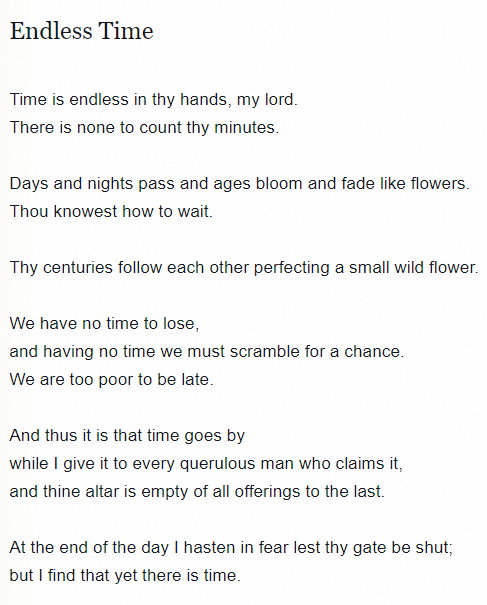 Endless Time
Time is endless in thy hands, my lord.
There is none to count thy minutes.
Days and nights pass and ages bloom and fade like flowers.
Thou knowest how to wait.
Thy centuries follow each other perfecting a small wild flower.
We have no time to lose,
and having no time we must scramble for a chance.
We are too poor to be late.
And thus it is that time goes by
while I give it to every querulous man who claims it,
and thine altar is empty of all offerings to the last.
At the end of the day I hasten in fear lest thy gate be shut;
but I find that yet there is time.